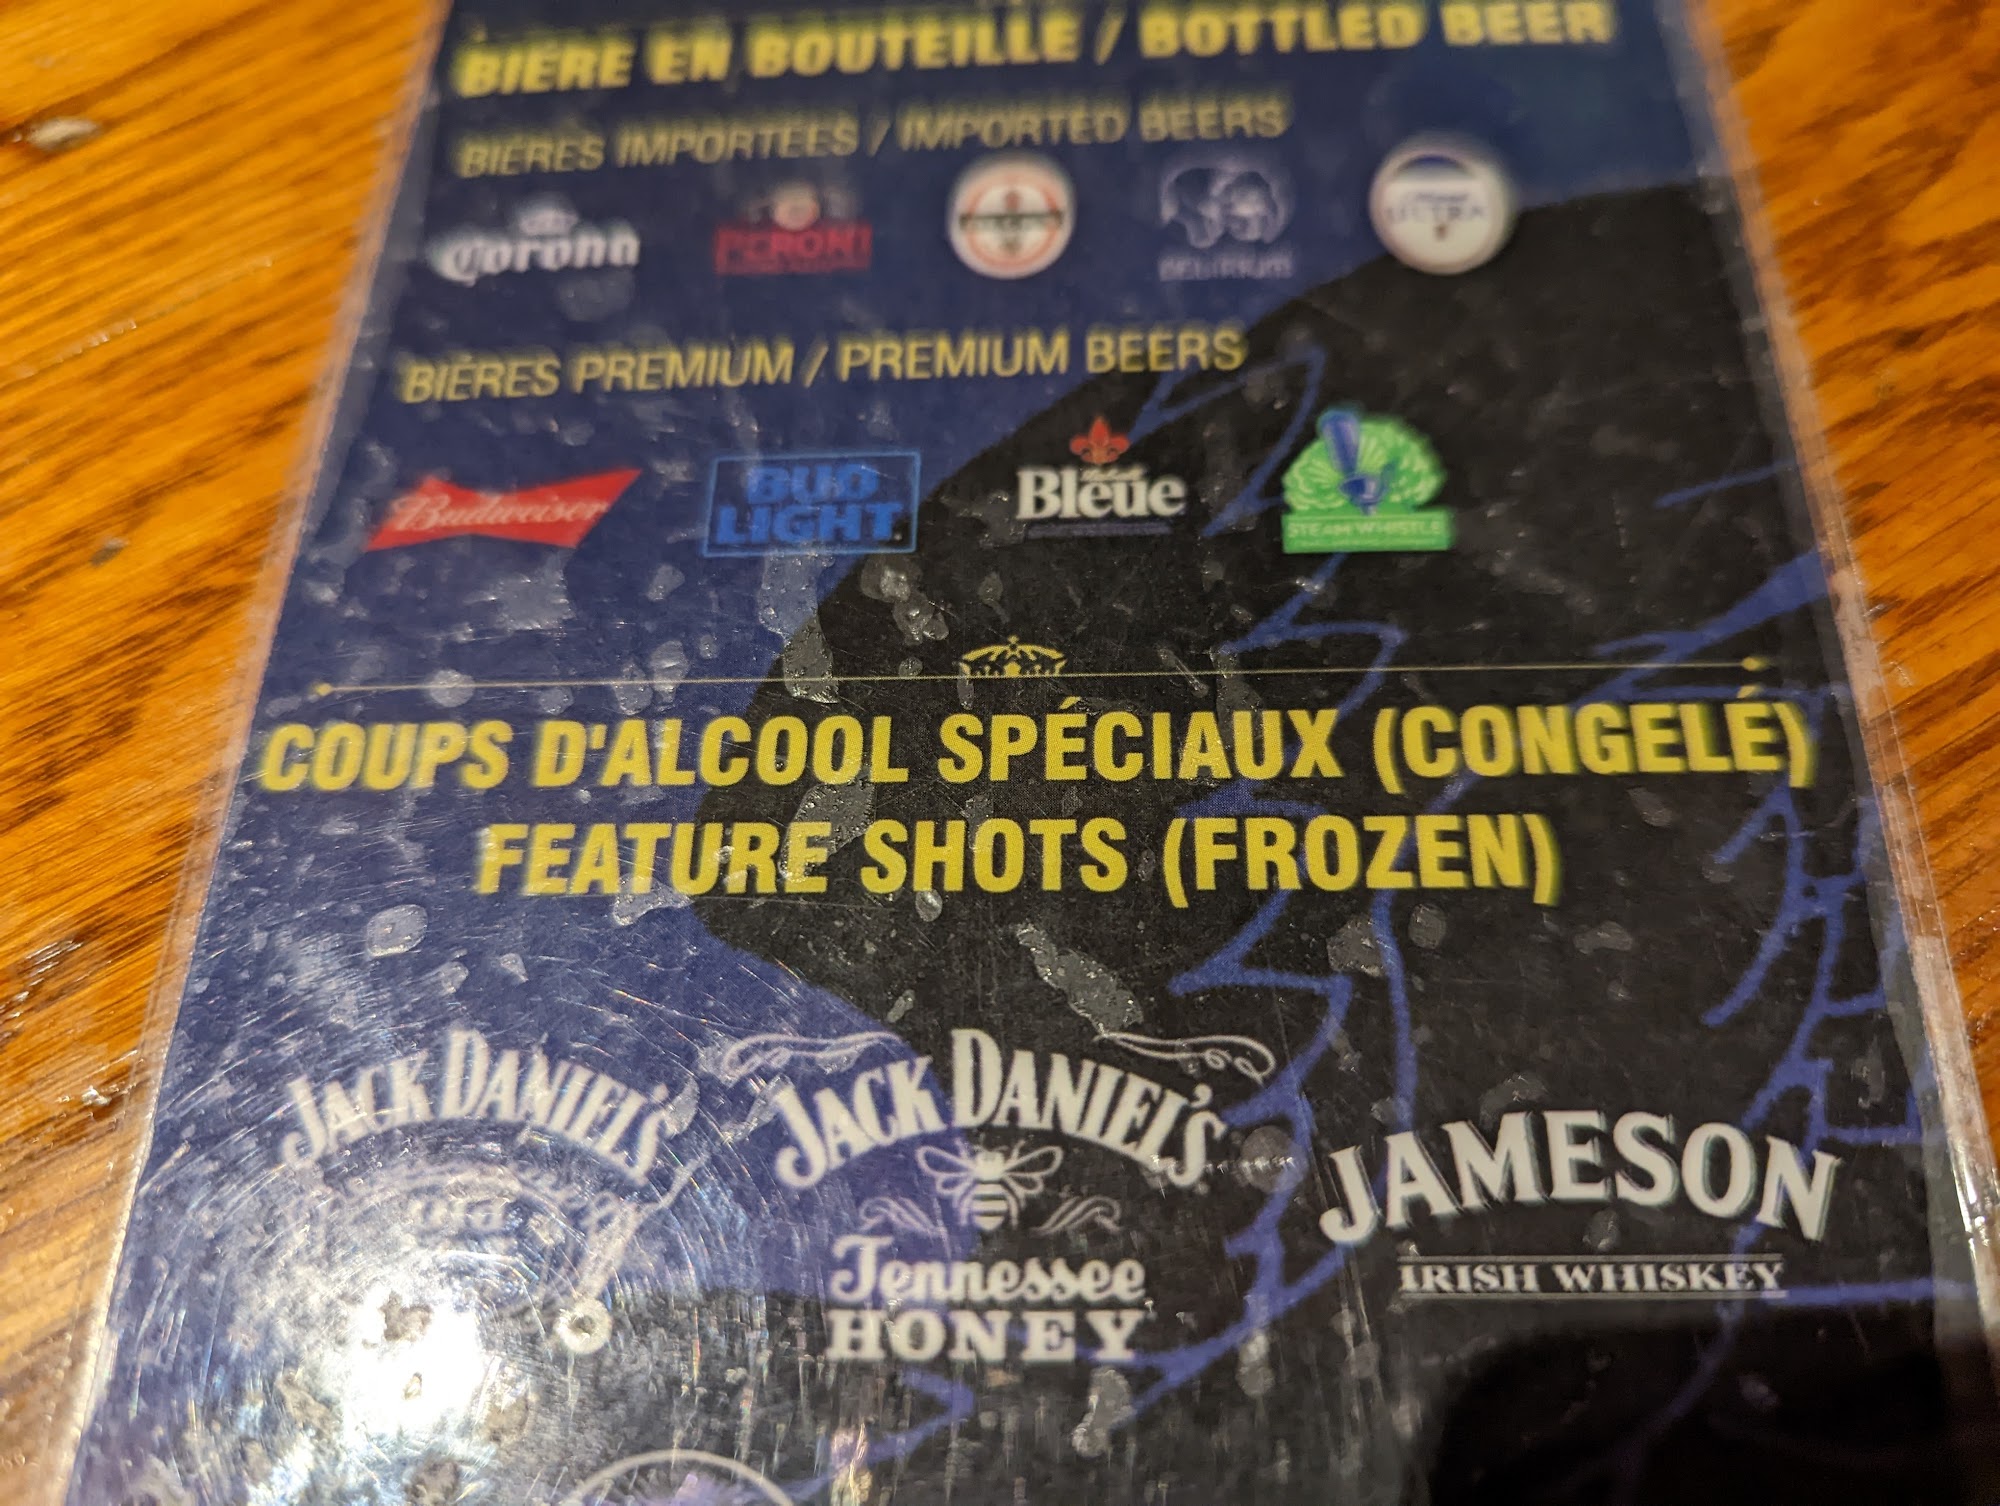 BIÈRE EN BOUTEILLE / BOTTLED BEER
BIÈRES IMPORTÉES / IMPORTED BEERS
Corona PERONI DELIRIUM ULTRA
BIÈRES PREMIUM / PREMIUM BEERS
Budweiser BUD LIGHT Bleue STEAM WHISTLE
COUPS D'ALCOOL SPÉCIAUX (CONGELÉ)
FEATURE SHOTS (FROZEN)
JACK DANIEL'S
JACK DANIEL'S
Tennessee
HONEY
JAMESON
IRISH WHISKEY